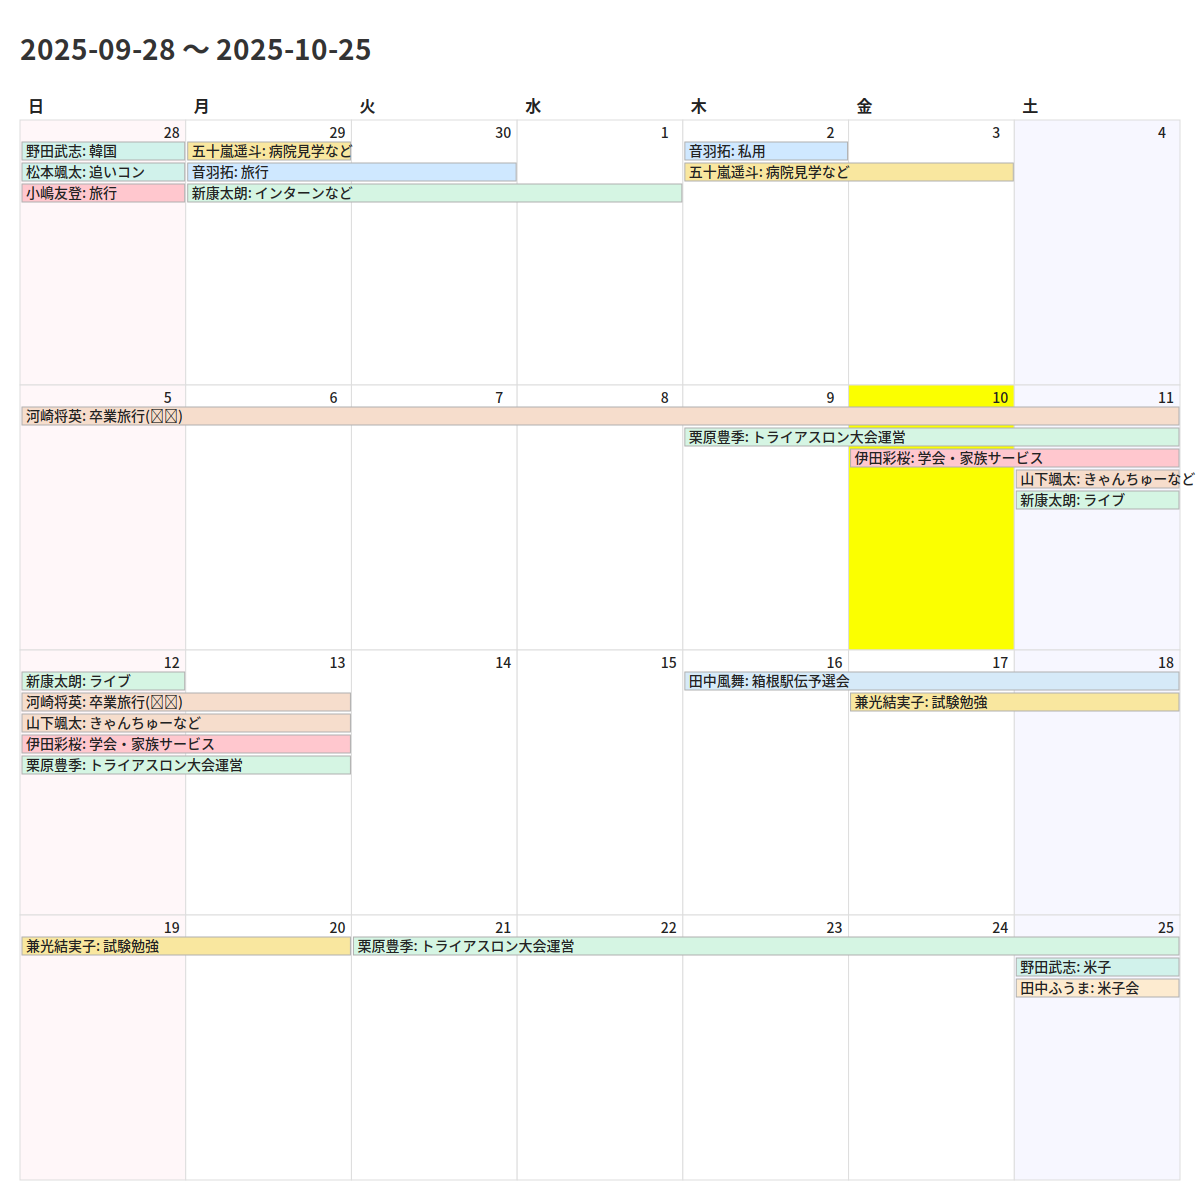 2025-09-28 〜 2025-10-25
日 月 火 水 木 金 土
28 29 30 1 2 3 4
野田武志: 韓国 五十嵐遥斗: 病院見学など 音羽拓: 私用
松本颯太: 追いコン 音羽拓: 旅行 五十嵐遥斗: 病院見学など
小嶋友登: 旅行 新康太朗: インターンなど
5 6 7 8 9 10 11
河崎将英: 卒業旅行()
栗原豊季: トライアスロン大会運営
伊田彩桜: 学会・家族サービス
山下颯太: きゃんちゅーなど
新康太朗: ライブ
12 13 14 15 16 17 18
新康太朗: ライブ 田中風舞: 箱根駅伝予選会
河崎将英: 卒業旅行() 兼光結実子: 試験勉強
山下颯太: きゃんちゅーなど
伊田彩桜: 学会・家族サービス
栗原豊季: トライアスロン大会運営
19 20 21 22 23 24 25
兼光結実子: 試験勉強 栗原豊季: トライアスロン大会運営
野田武志: 米子
田中ふうま: 米子会